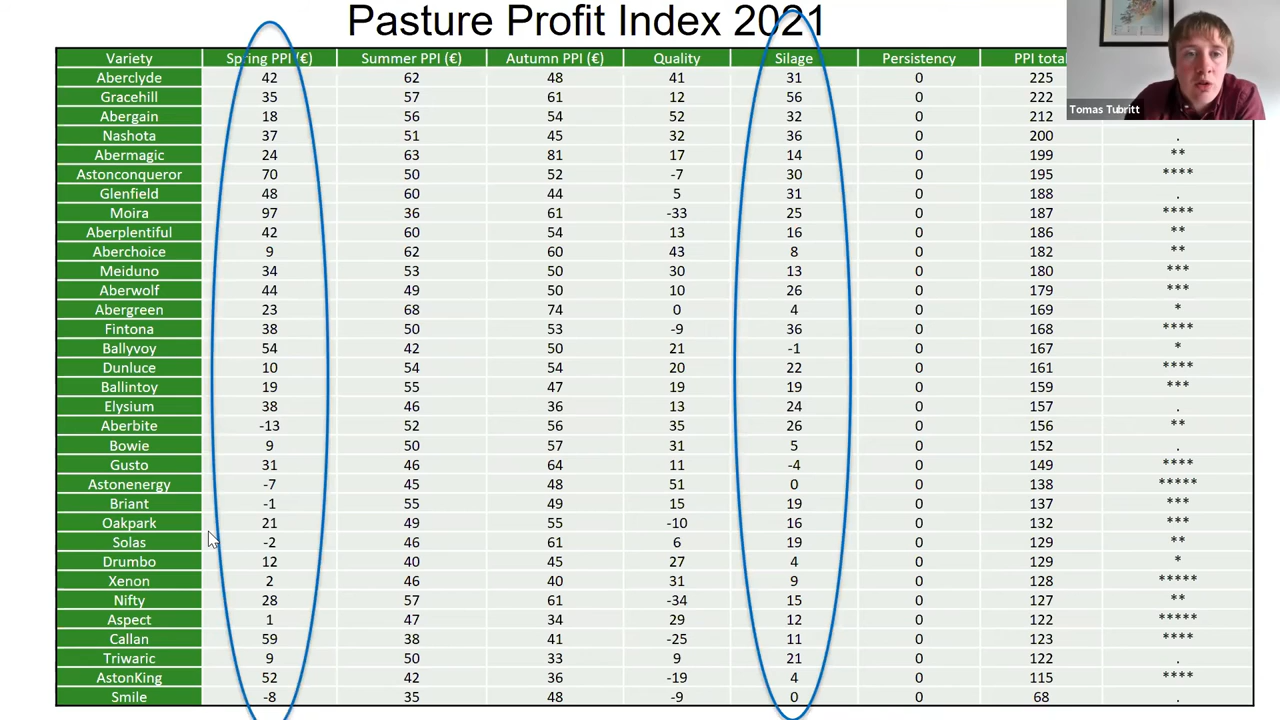 Pasture Profit Index 2021
Variety Spring PPI (€) Summer PPI (€) Autumn PPI (€) Quality Silage Persistency PPI total
Aberclyde 42 62 48 41 31 0 225
Gracehill 35 57 61 12 56 0 222
Tomas Tubritt
Abergain 18 56 54 52 32 0 212
Nashota 37 51 45 32 36 0 200 .
Abermagic 24 63 81 17 14 0 199 **
Astonconqueror 70 50 52 -7 30 0 195 ****
Glenfield 48 60 44 5 31 0 188 .
Moira 97 36 61 -33 25 0 187 ****
Aberplentiful 42 60 54 13 16 0 186 **
Aberchoice 9 62 60 43 8 0 182 **
Meiduno 34 53 50 30 13 0 180 ***
Aberwolf 44 49 50 10 26 0 179 ***
Abergreen 23 68 74 0 4 0 169 *
Fintona 38 50 53 -9 36 0 168 ****
Ballyvoy 54 42 50 21 -1 0 167 *
Dunluce 10 54 54 20 22 0 161 ****
Ballintoy 19 55 47 19 19 0 159 ***
Elysium 38 46 36 13 24 0 157 .
Aberbite -13 52 56 35 26 0 156 **
Bowie 9 50 57 31 5 0 152 .
Gusto 31 46 64 11 -4 0 149 ****
Astonenergy -7 45 48 51 0 0 138 *****
Briant -1 55 49 15 19 0 137 ***
Oakpark 21 49 55 -10 16 0 132 ***
Solas -2 46 61 6 19 0 129 **
Drumbo 12 40 45 27 4 0 129 *
Xenon 2 46 40 31 9 0 128 *****
Nifty 28 57 61 -34 15 0 127 **
Aspect 1 47 34 29 12 0 122 *****
Callan 59 38 41 -25 11 0 123 ****
Triwaric 9 50 33 9 21 0 122 .
AstonKing 52 42 36 -19 4 0 115 ****
Smile -8 35 48 -9 0 0 68 .